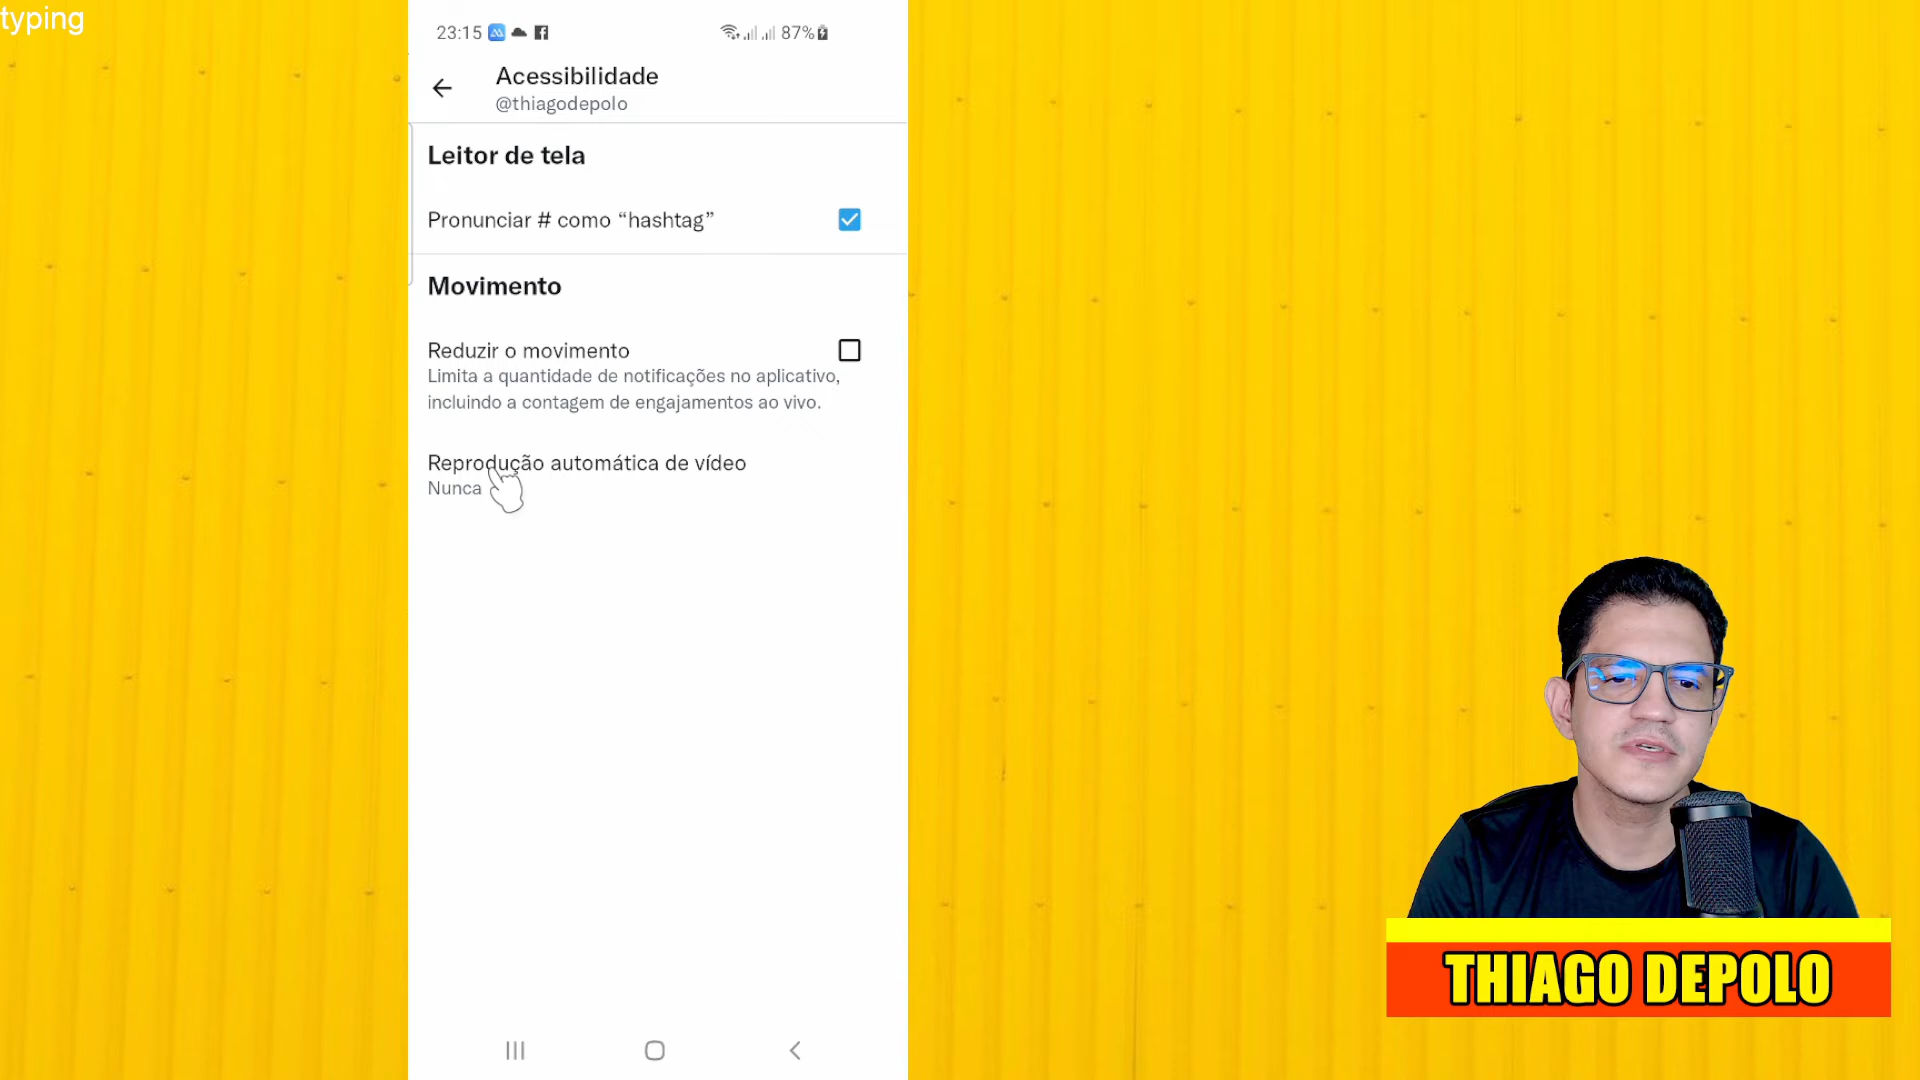 typing
23:15
87%
Acessibilidade
@thiagodepolo
Leitor de tela
Pronunciar # como “hashtag”
Movimento
Reduzir o movimento
Limita a quantidade de notificações no aplicativo,
incluindo a contagem de engajamentos ao vivo.
Reprodução automática de vídeo
Nunca
THIAGO DEPOLO